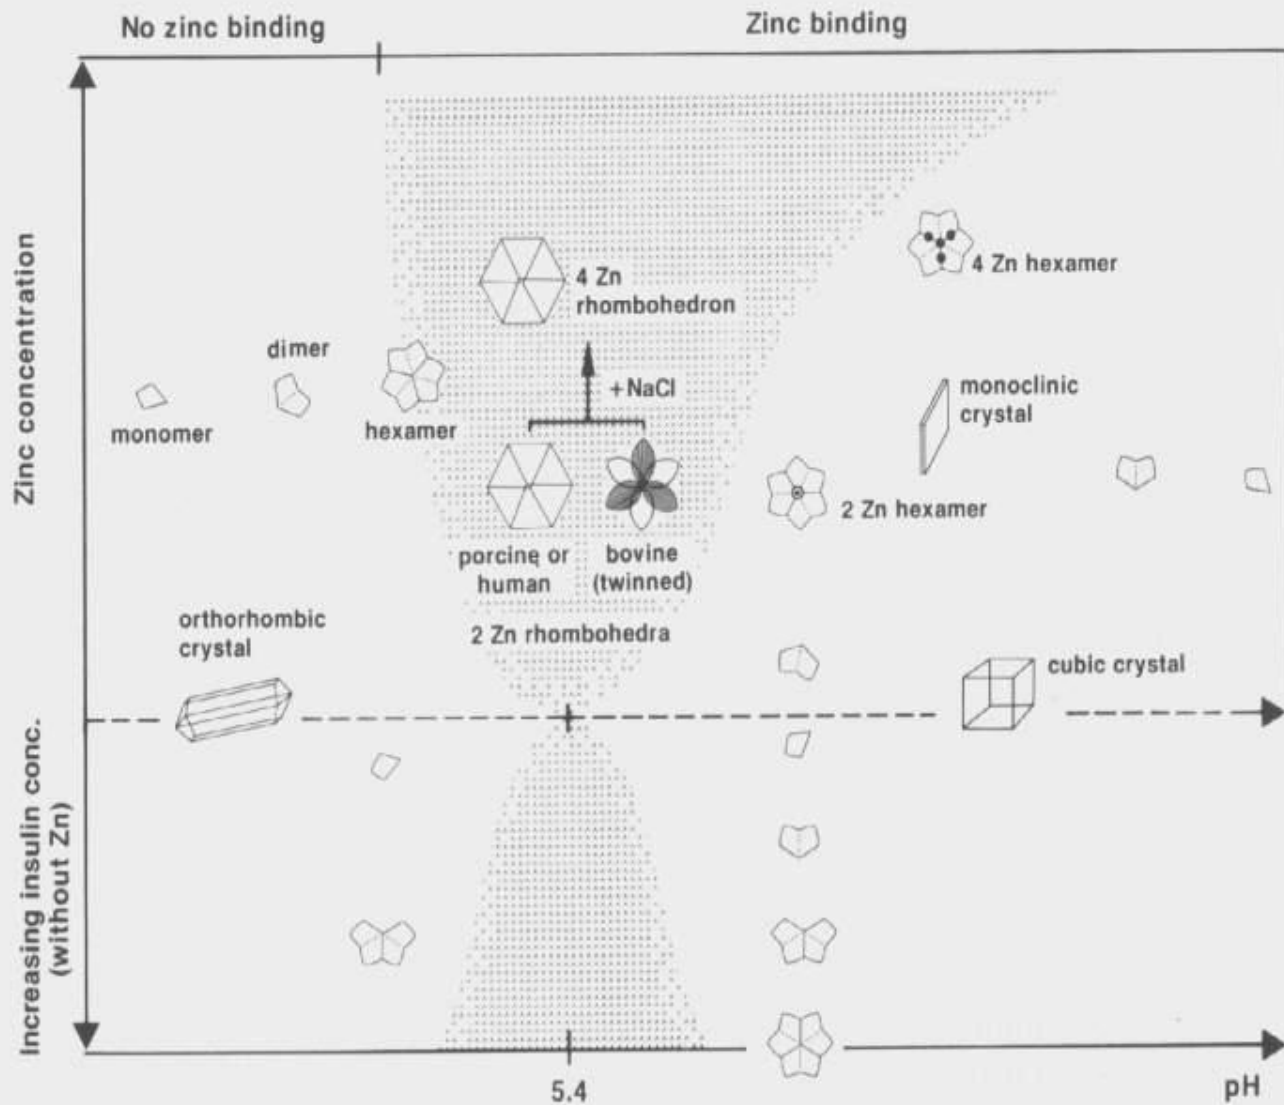 No zinc binding
Zinc binding
Zinc concentration
4 Zn hexamer
4 Zn
rhombohedron
dimer
+NaCl
monoclinic
crystal
monomer
hexamer
2 Zn hexamer
porcine or
human
bovine
(twinned)
orthorhombic
crystal
2 Zn rhombohedra
cubic crystal
Increasing insulin conc.
(without Zn)
5.4
pH